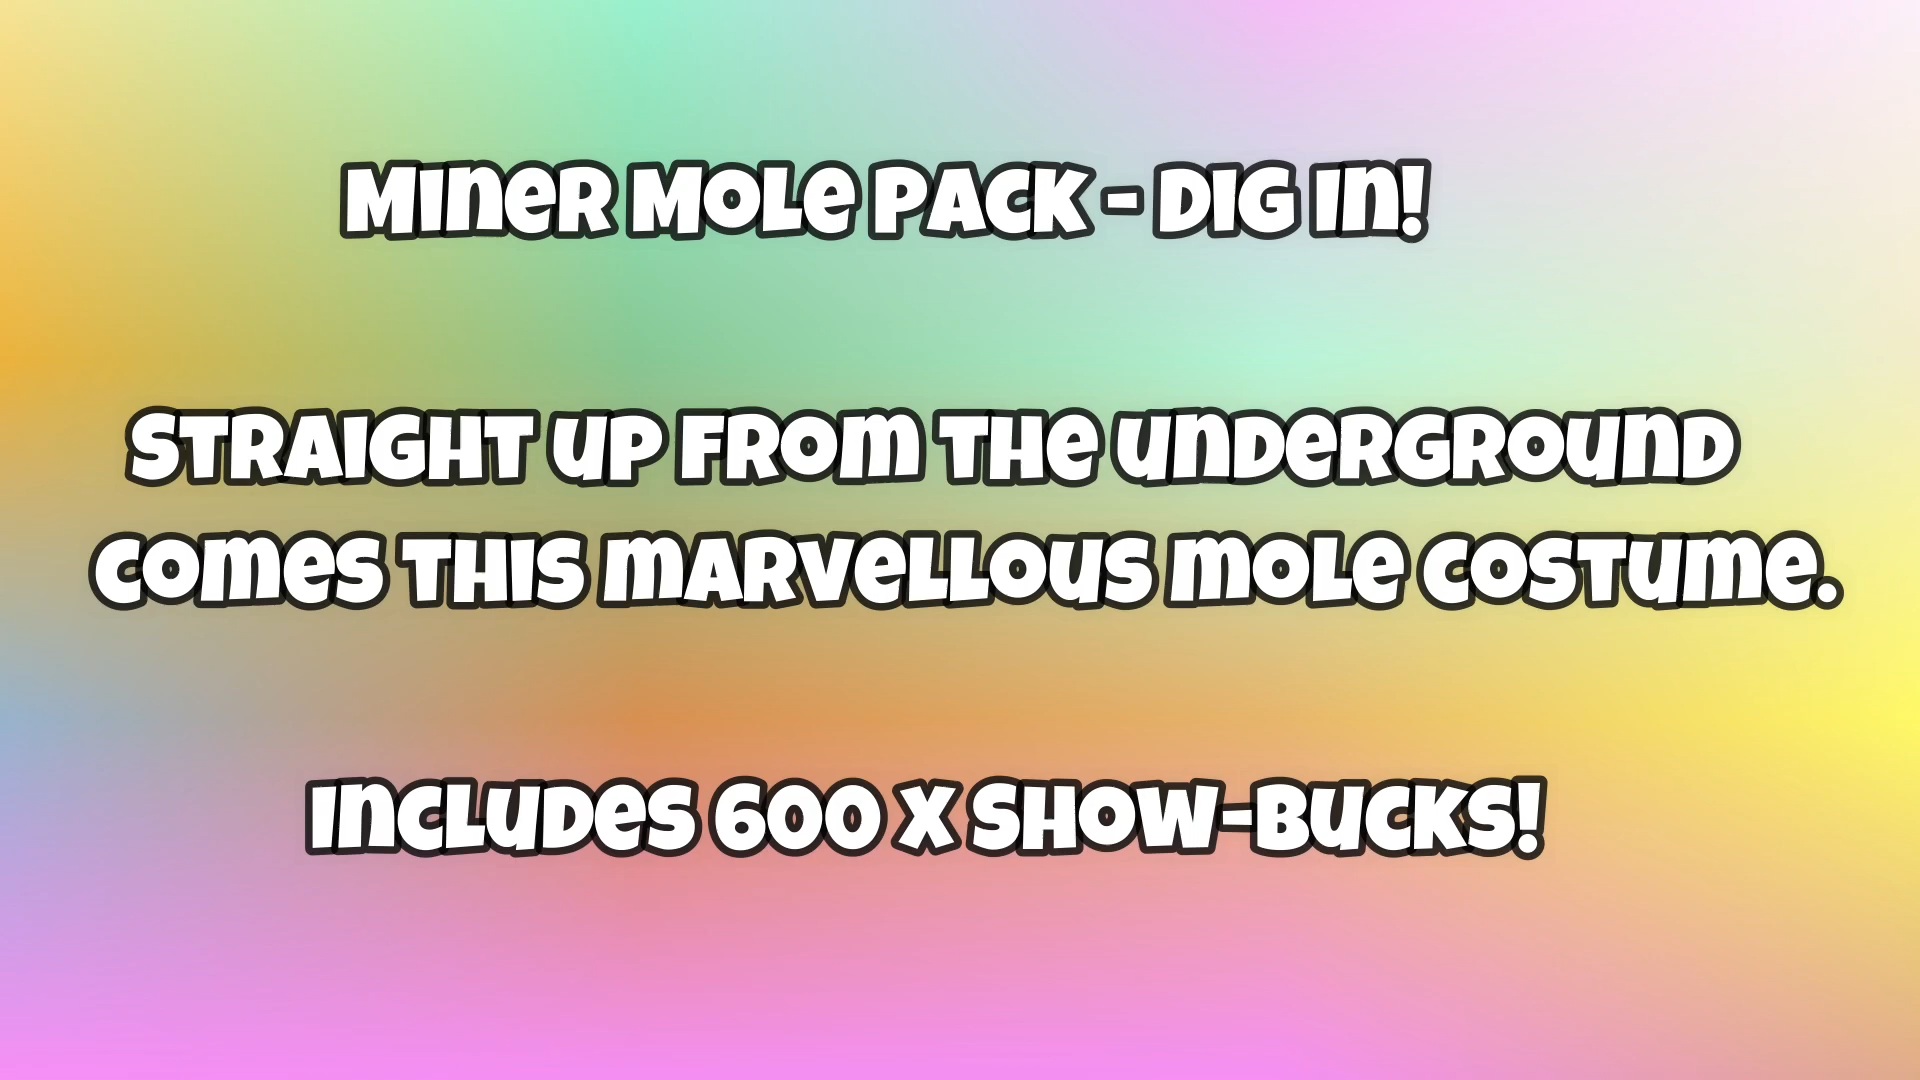 Miner Mole Pack - Dig In!
Straight up from the underground
comes this marvellous mole costume.
Includes 600 x Show-Bucks!